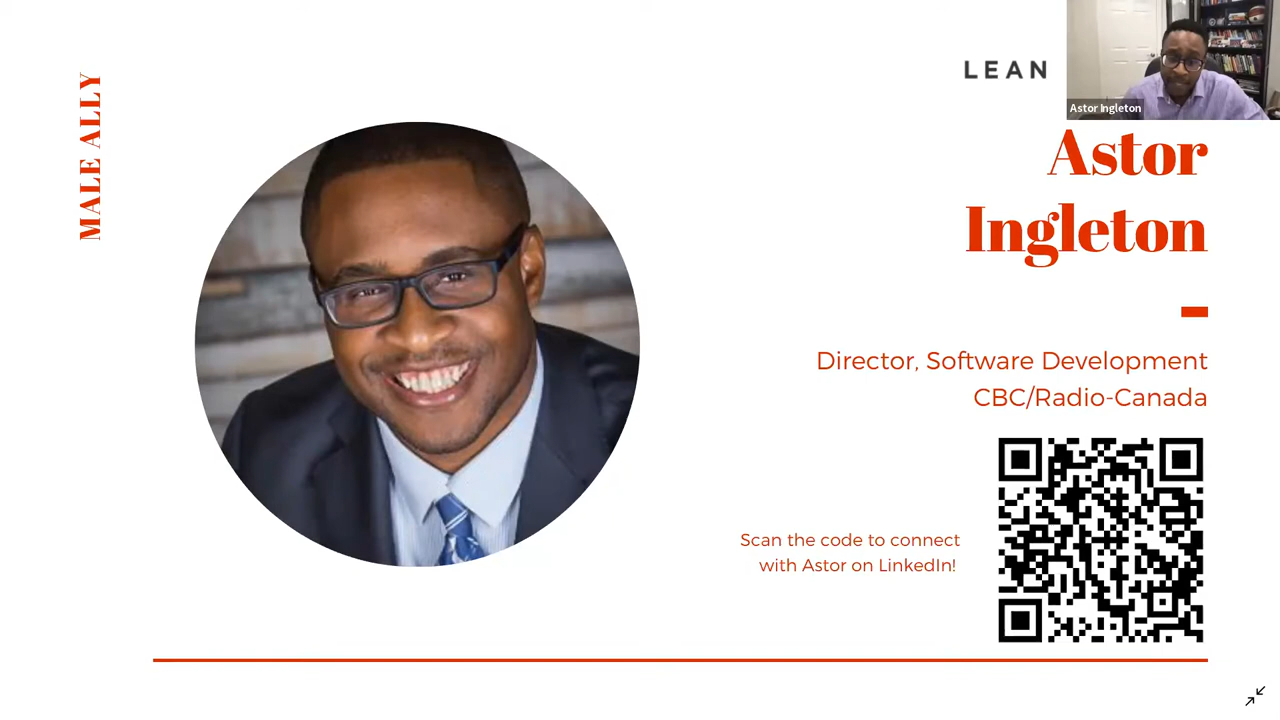 MALE ALLY
LEAN
Astor Ingleton
Astor
Ingleton
Director, Software Development
CBC/Radio-Canada
Scan the code to connect
with Astor on LinkedIn!